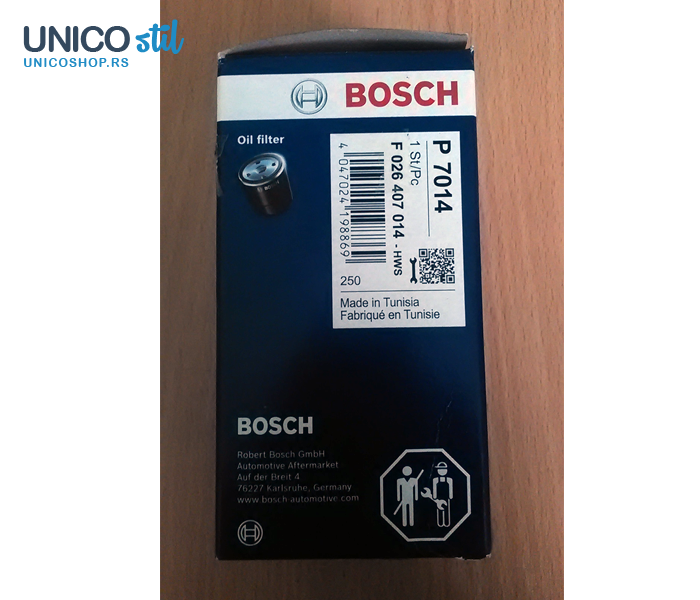 UNICO stil
UNICOSHOP.RS
BOSCH
Oil filter
BOSCH
P 7014
1 St/Pc
F 026 407 014 - HWS
4 047024 198869
250
Made in Tunisia
Fabriqué en Tunisie
BOSCH
Robert Bosch GmbH
Automotive Aftermarket
Auf der Breit 4
76227 Karlsruhe, Germany
www.bosch-automotive.com